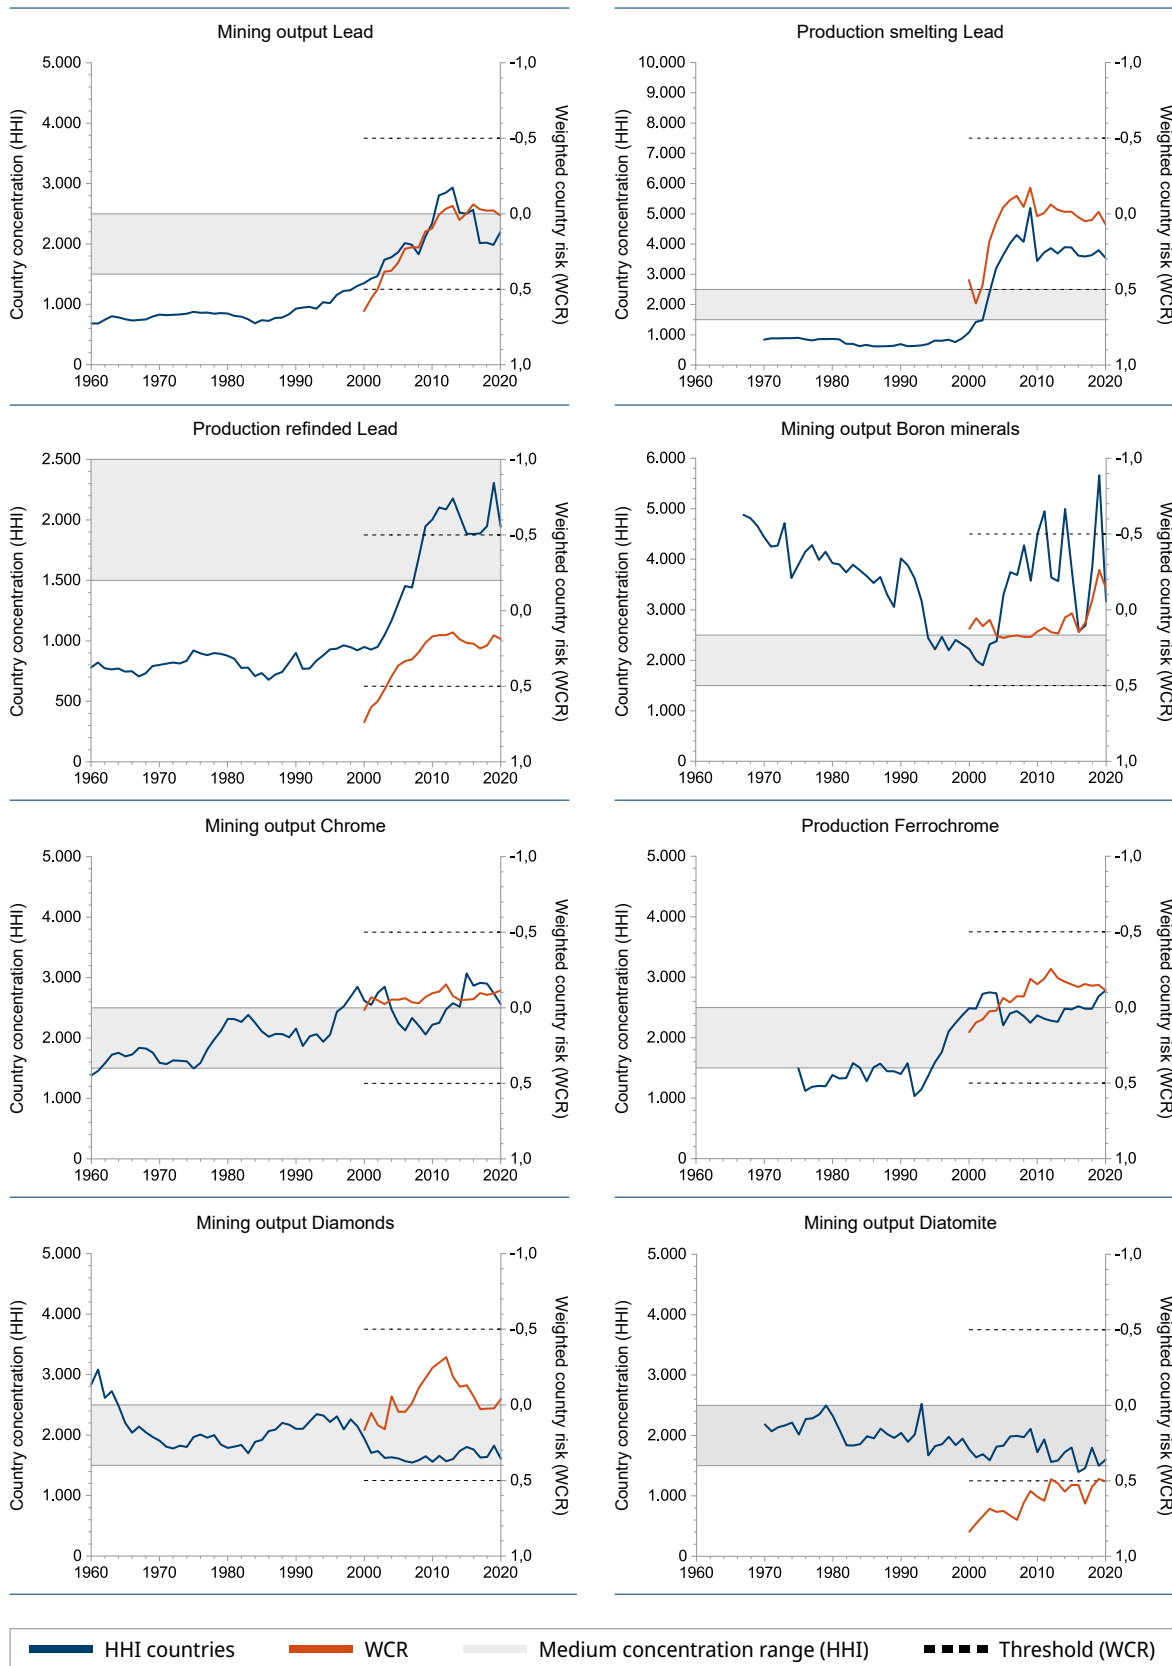 Mining output Lead
Country concentration (HHI)
5.000
4.000
3.000
2.000
1.000
0
1960 1970 1980 1990 2000 2010 2020
-1,0
-0,5
0,0
0,5
1,0
Weighted country risk (WCR)
Production smelting Lead
Country concentration (HHI)
10.000
9.000
8.000
7.000
6.000
5.000
4.000
3.000
2.000
1.000
0
1960 1970 1980 1990 2000 2010 2020
-1,0
-0,5
0,0
0,5
1,0
Weighted country risk (WCR)
Production refinded Lead
Country concentration (HHI)
2.500
2.000
1.500
1.000
500
0
1960 1970 1980 1990 2000 2010 2020
-1,0
-0,5
0,0
0,5
1,0
Weighted country risk (WCR)
Mining output Boron minerals
Country concentration (HHI)
6.000
5.000
4.000
3.000
2.000
1.000
0
1960 1970 1980 1990 2000 2010 2020
-1,0
-0,5
0,0
0,5
1,0
Weighted country risk (WCR)
Mining output Chrome
Country concentration (HHI)
5.000
4.000
3.000
2.000
1.000
0
1960 1970 1980 1990 2000 2010 2020
-1,0
-0,5
0,0
0,5
1,0
Weighted country risk (WCR)
Production Ferrochrome
Country concentration (HHI)
5.000
4.000
3.000
2.000
1.000
0
1960 1970 1980 1990 2000 2010 2020
-1,0
-0,5
0,0
0,5
1,0
Weighted country risk (WCR)
Mining output Diamonds
Country concentration (HHI)
5.000
4.000
3.000
2.000
1.000
0
1960 1970 1980 1990 2000 2010 2020
-1,0
-0,5
0,0
0,5
1,0
Weighted country risk (WCR)
Mining output Diatomite
Country concentration (HHI)
5.000
4.000
3.000
2.000
1.000
0
1960 1970 1980 1990 2000 2010 2020
-1,0
-0,5
0,0
0,5
1,0
Weighted country risk (WCR)
HHI countries WCR Medium concentration range (HHI) Threshold (WCR)